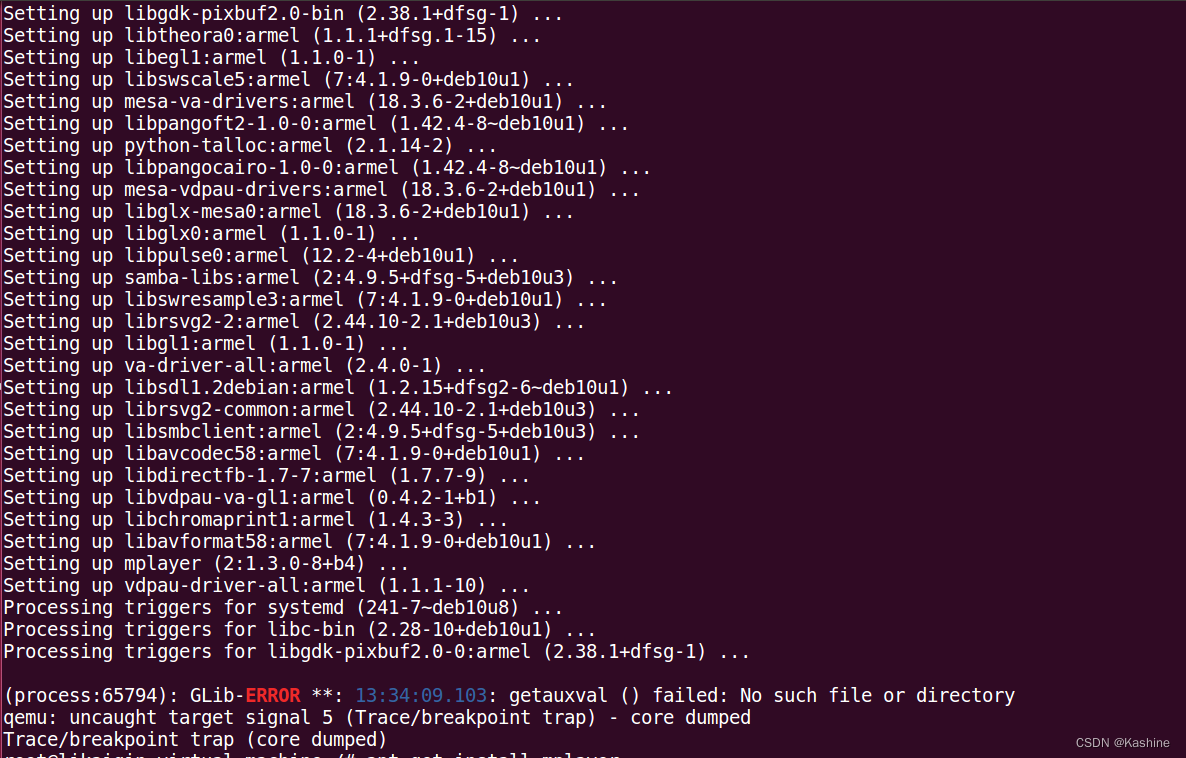 Setting up libgdk-pixbuf2.0-bin (2.38.1+dfsg-1) ...
Setting up libtheora0:armel (1.1.1+dfsg.1-15) ...
Setting up libegl1:armel (1.1.0-1) ...
Setting up libswscale5:armel (7:4.1.9-0+deb10u1) ...
Setting up mesa-va-drivers:armel (18.3.6-2+deb10u1) ...
Setting up libpangoft2-1.0-0:armel (1.42.4-8~deb10u1) ...
Setting up python-talloc:armel (2.1.14-2) ...
Setting up libpangocairo-1.0-0:armel (1.42.4-8~deb10u1) ...
Setting up mesa-vdpau-drivers:armel (18.3.6-2+deb10u1) ...
Setting up libglx-mesa0:armel (18.3.6-2+deb10u1) ...
Setting up libglx0:armel (1.1.0-1) ...
Setting up libpulse0:armel (12.2-4+deb10u1) ...
Setting up samba-libs:armel (2:4.9.5+dfsg-5+deb10u3) ...
Setting up libswresample3:armel (7:4.1.9-0+deb10u1) ...
Setting up librsvg2-2:armel (2.44.10-2.1+deb10u3) ...
Setting up libgl1:armel (1.1.0-1) ...
Setting up va-driver-all:armel (2.4.0-1) ...
Setting up libsdl1.2debian:armel (1.2.15+dfsg2-6~deb10u1) ...
Setting up librsvg2-common:armel (2.44.10-2.1+deb10u3) ...
Setting up libsmbclient:armel (2:4.9.5+dfsg-5+deb10u3) ...
Setting up libavcodec58:armel (7:4.1.9-0+deb10u1) ...
Setting up libdirectfb-1.7-7:armel (1.7.7-9) ...
Setting up libvdpau-va-gl1:armel (0.4.2-1+b1) ...
Setting up libchromaprint1:armel (1.4.3-3) ...
Setting up libavformat58:armel (7:4.1.9-0+deb10u1) ...
Setting up mplayer (2:1.3.0-8+b4) ...
Setting up vdpau-driver-all:armel (1.1.1-10) ...
Processing triggers for systemd (241-7~deb10u8) ...
Processing triggers for libc-bin (2.28-10+deb10u1) ...
Processing triggers for libgdk-pixbuf2.0-0:armel (2.38.1+dfsg-1) ...
(process:65794): GLib-ERROR **: 13:34:09.103: getauxval () failed: No such file or directory
qemu: uncaught target signal 5 (Trace/breakpoint trap) - core dumped
Trace/breakpoint trap (core dumped)
CSDN @Kashine